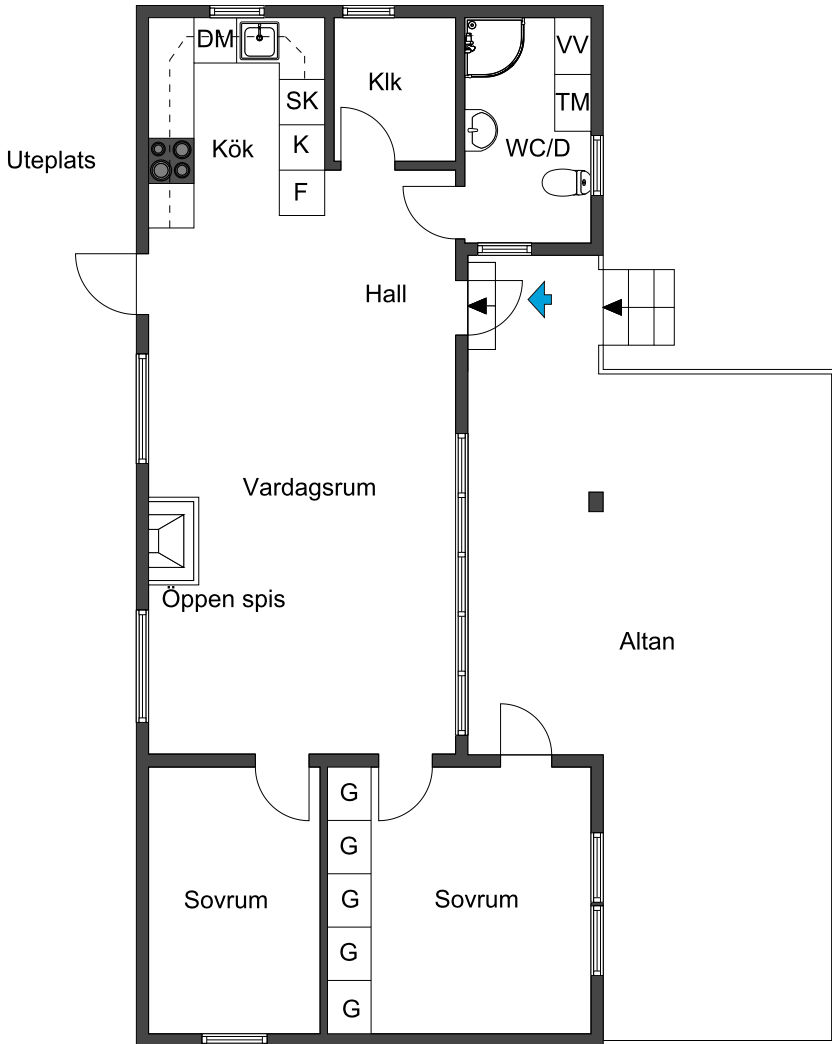 DM
VV
Klk
SK
TM
Kök
K
WC/D
Uteplats
F
Hall
Vardagsrum
Öppen spis
Altan
G
G
Sovrum
G
Sovrum
G
G